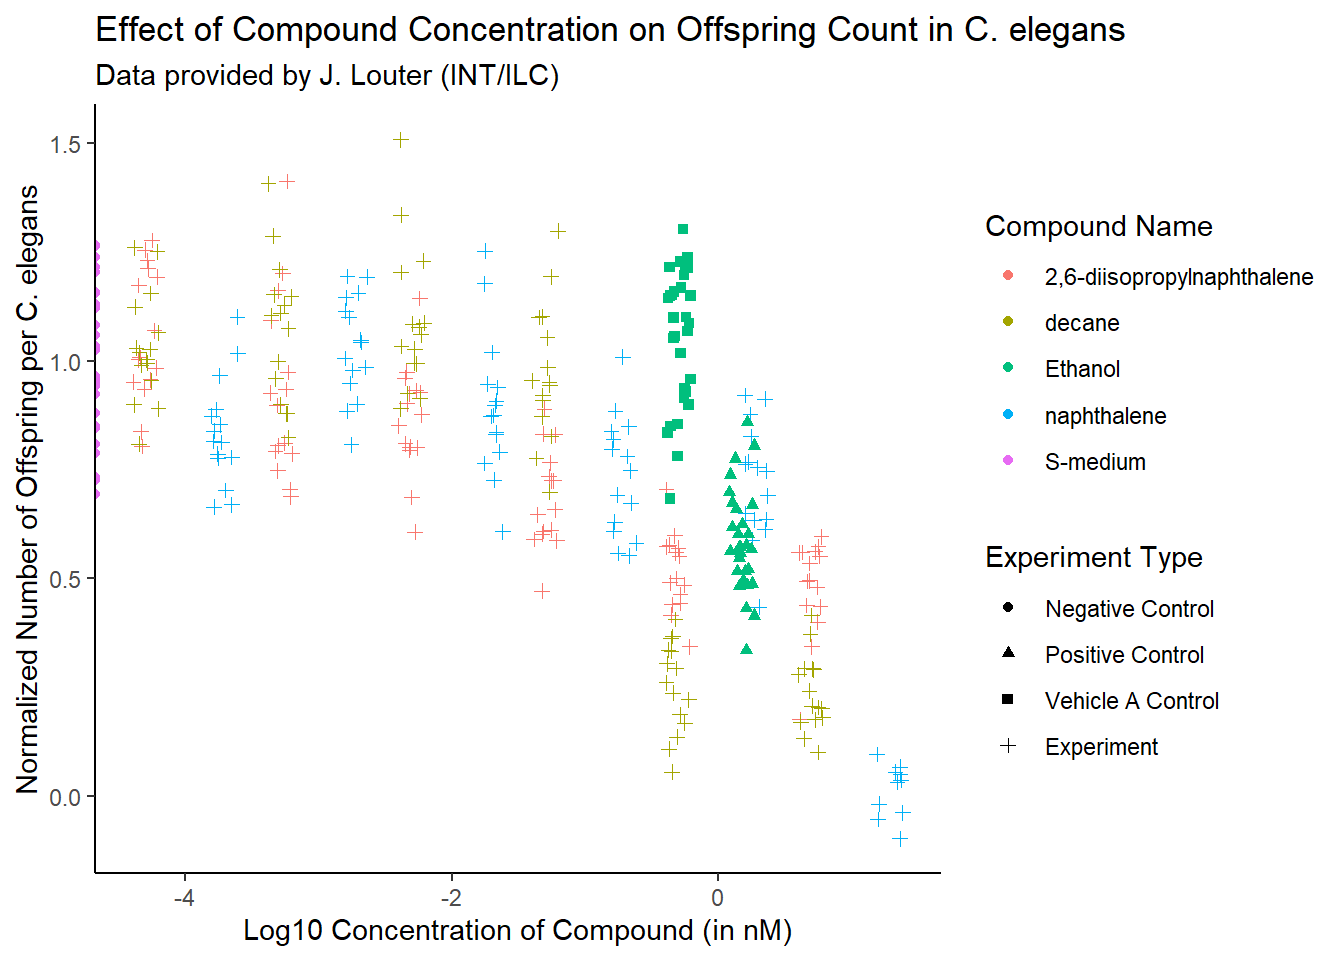 Effect of Compound Concentration on Offspring Count in C. elegans
Data provided by J. Louter (INT/ILC)
Normalized Number of Offspring per C. elegans
1.5
1.0
0.5
0.0
-4
-2
0
Log10 Concentration of Compound (in nM)
Compound Name
2,6-diisopropylnaphthalene
decane
Ethanol
naphthalene
S-medium
Experiment Type
Negative Control
Positive Control
Vehicle A Control
Experiment